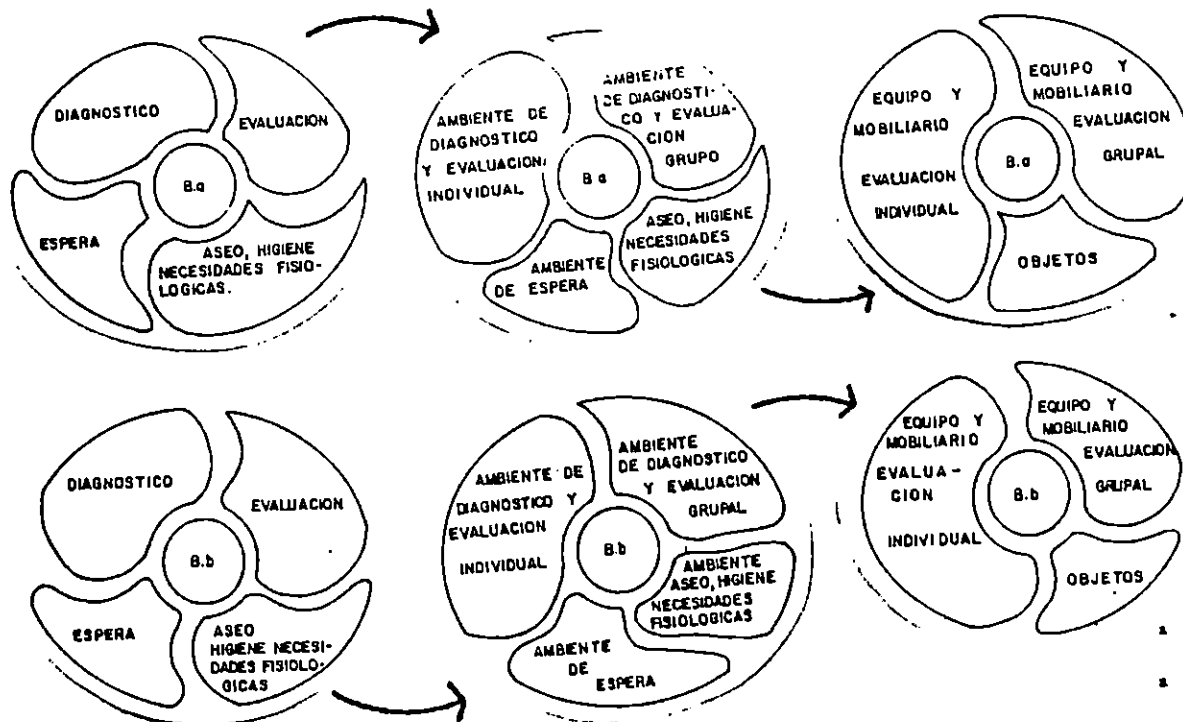 DIAGNOSTICO
EVALUACION
B.a
ESPERA
ASEO, HIGIENE
NECESIDADES FISIO-
LOGICAS.
AMBIENTE DE
DIAGNOSTICO
Y EVALUACION
INDIVIDUAL
AMBIENTE
DE DIAGNOSTI-
CO Y EVALUA-
CION
GRUPO
B a
ASEO, HIGIENE
NECESIDADES
FISIOLOGICAS
AMBIENTE
DE ESPERA
EQUIPO Y
MOBILIARIO
EVALUACION
INDIVIDUAL
EQUIPO Y
MOBILIARIO
EVALUACION
GRUPAL
B.a
OBJETOS
DIAGNOSTICO
EVALUACION
B.b
ESPERA
ASEO
HIGIENE NECESI-
DADES FISIOLO-
GICAS
AMBIENTE DE
DIAGNOSTICO Y
EVALUACION
INDIVIDUAL
AMBIENTE
DE DIAGNOSTICO
Y EVALUACION
GRUPAL
B.b
AMBIENTE
ASEO, HIGIENE
NECESIDADES
FISIOLOGICAS
AMBIENTE
DE
ESPERA
EQUIPO Y
MOBILIARIO
EVALUA-
CION
INDIVIDUAL
EQUIPO Y
MOBILIARIO
EVALUACION
GRUPAL
B.b
OBJETOS